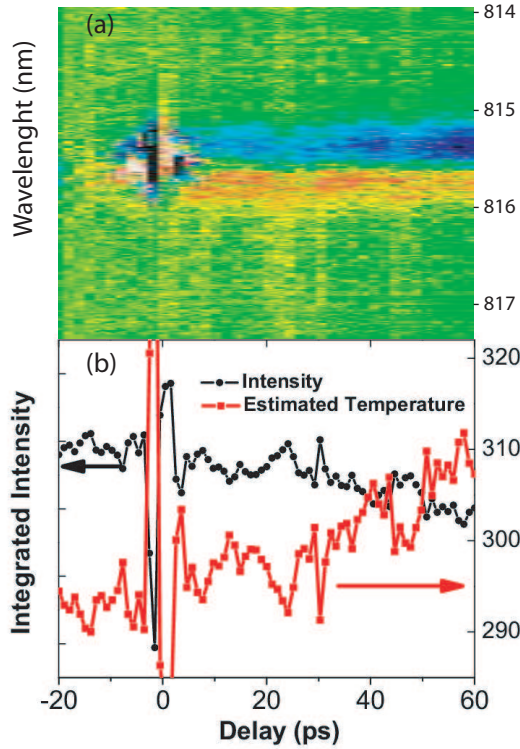 (a)
Wavelenght (nm)
814
815
816
817
(b)
Intensity
Estimated Temperature
Integrated Intensity
320
310
300
290
-20
0
20
40
60
Delay (ps)